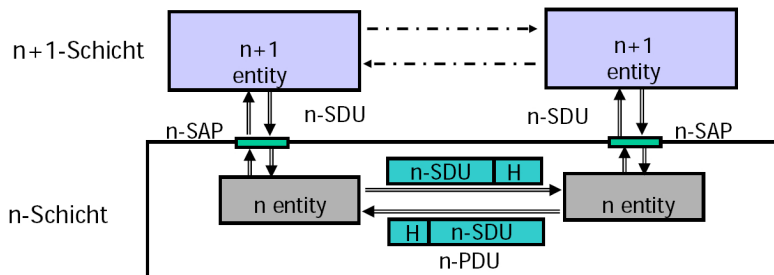 n+1-Schicht
n+1
entity
n+1
entity
n-SAP
n-SDU
n-SDU
n-SAP
n-Schicht
n entity
n-SDU H
n entity
H n-SDU
n-PDU